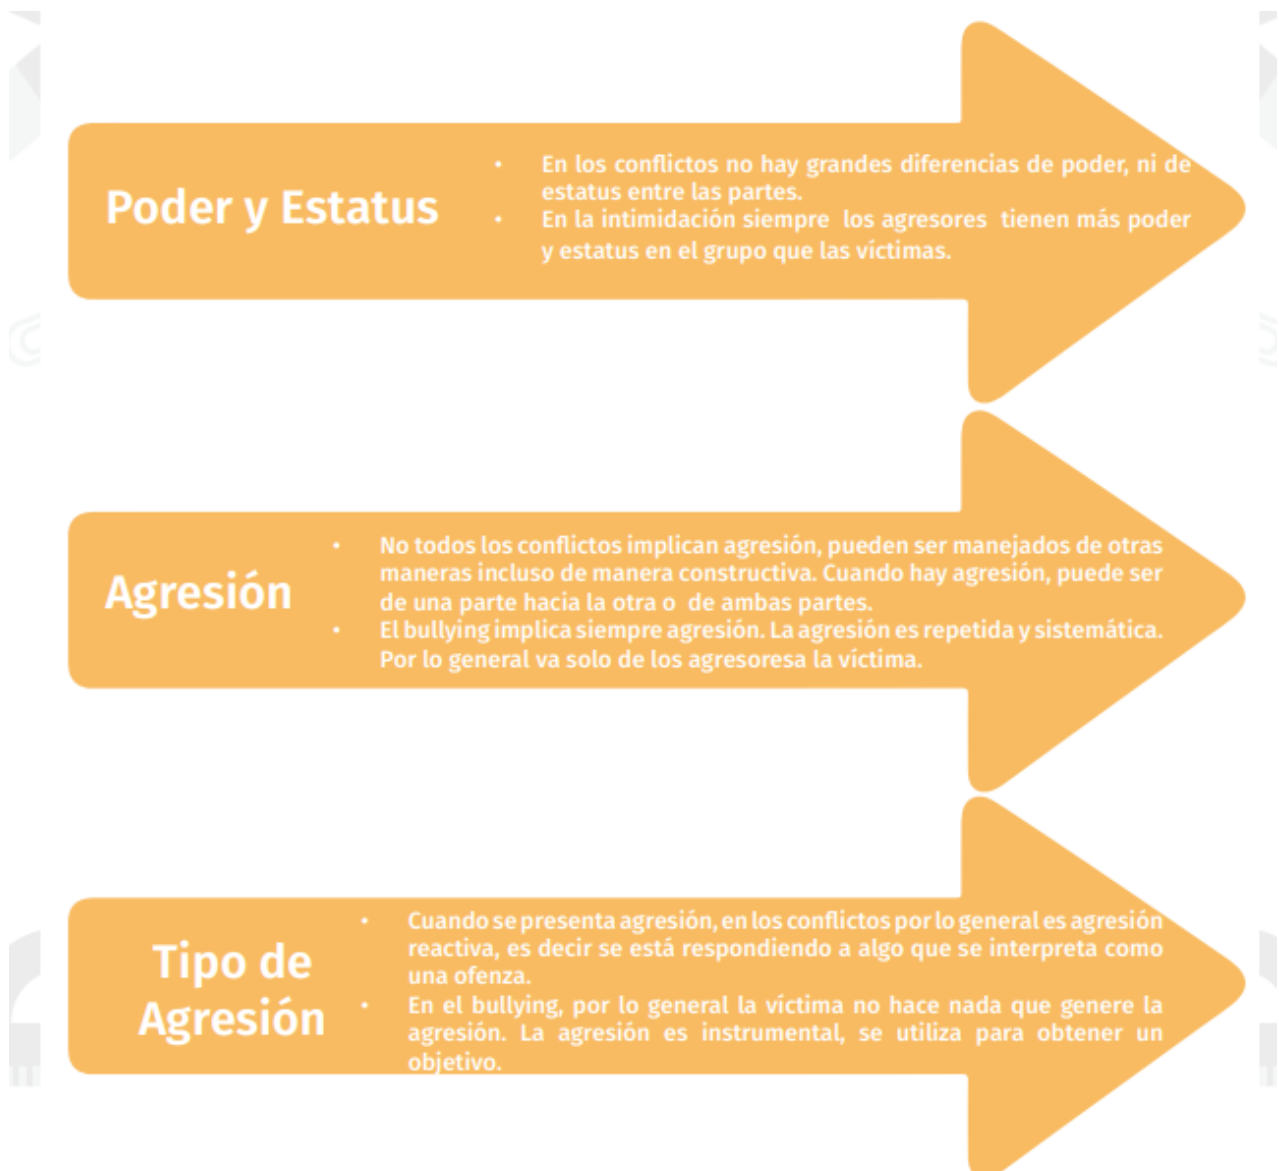 Poder y Estatus
• En los conflictos no hay grandes diferencias de poder, ni de
estatus entre las partes.
• En la intimidación siempre los agresores tienen más poder
y estatus en el grupo que las víctimas.
Agresión
• No todos los conflictos implican agresión, pueden ser manejados de otras
maneras incluso de manera constructiva. Cuando hay agresión, puede ser
de una parte hacia la otra o de ambas partes.
• El bullying implica siempre agresión. La agresión es repetida y sistemática.
Por lo general va solo de los agresoresa la víctima.
Tipo de
Agresión
• Cuando se presenta agresión, en los conflictos por lo general es agresión
reactiva, es decir se está respondiendo a algo que se interpreta como
una ofenza.
• En el bullying, por lo general la víctima no hace nada que genere la
agresión. La agresión es instrumental, se utiliza para obtener un
objetivo.